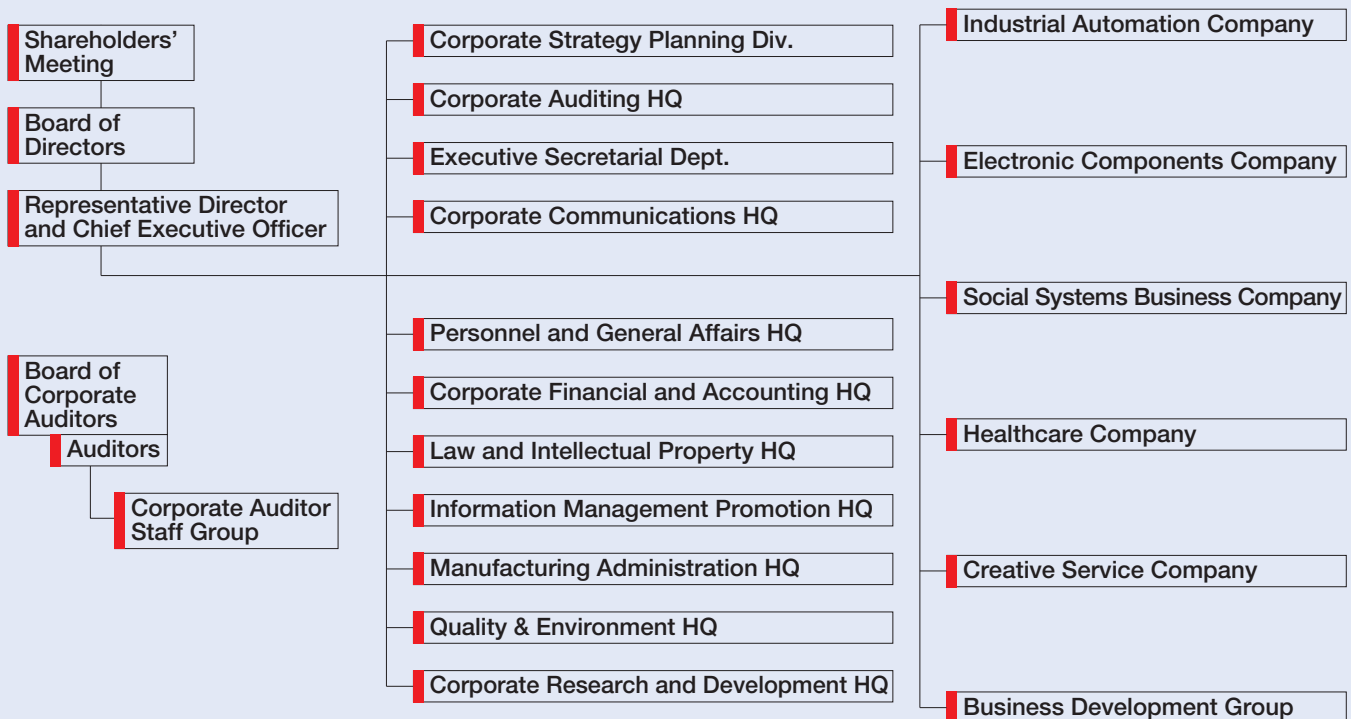 Shareholders’
Meeting
Board of
Directors
Representative Director
and Chief Executive Officer
Board of
Corporate
Auditors
Auditors
Corporate Auditor
Staff Group
Corporate Strategy Planning Div.
Corporate Auditing HQ
Executive Secretarial Dept.
Corporate Communications HQ
Personnel and General Affairs HQ
Corporate Financial and Accounting HQ
Law and Intellectual Property HQ
Information Management Promotion HQ
Manufacturing Administration HQ
Quality & Environment HQ
Corporate Research and Development HQ
Industrial Automation Company
Electronic Components Company
Social Systems Business Company
Healthcare Company
Creative Service Company
Business Development Group